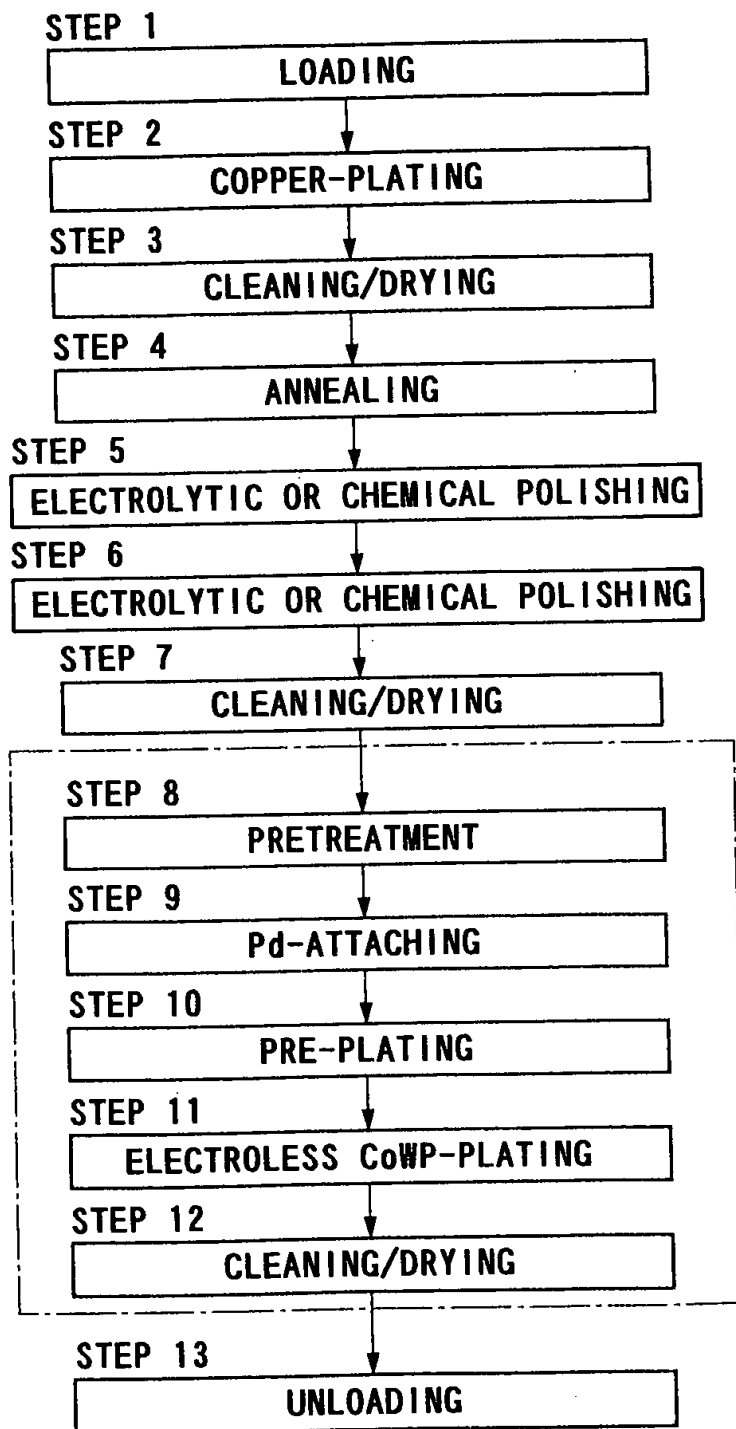 STEP 1
LOADING
STEP 2
COPPER-PLATING
STEP 3
CLEANING/DRYING
STEP 4
ANNEALING
STEP 5
ELECTROLYTIC OR CHEMICAL POLISHING
STEP 6
ELECTROLYTIC OR CHEMICAL POLISHING
STEP 7
CLEANING/DRYING
STEP 8
PRETREATMENT
STEP 9
Pd-ATTACHING
STEP 10
PRE-PLATING
STEP 11
ELECTROLESS CoWP-PLATING
STEP 12
CLEANING/DRYING
STEP 13
UNLOADING